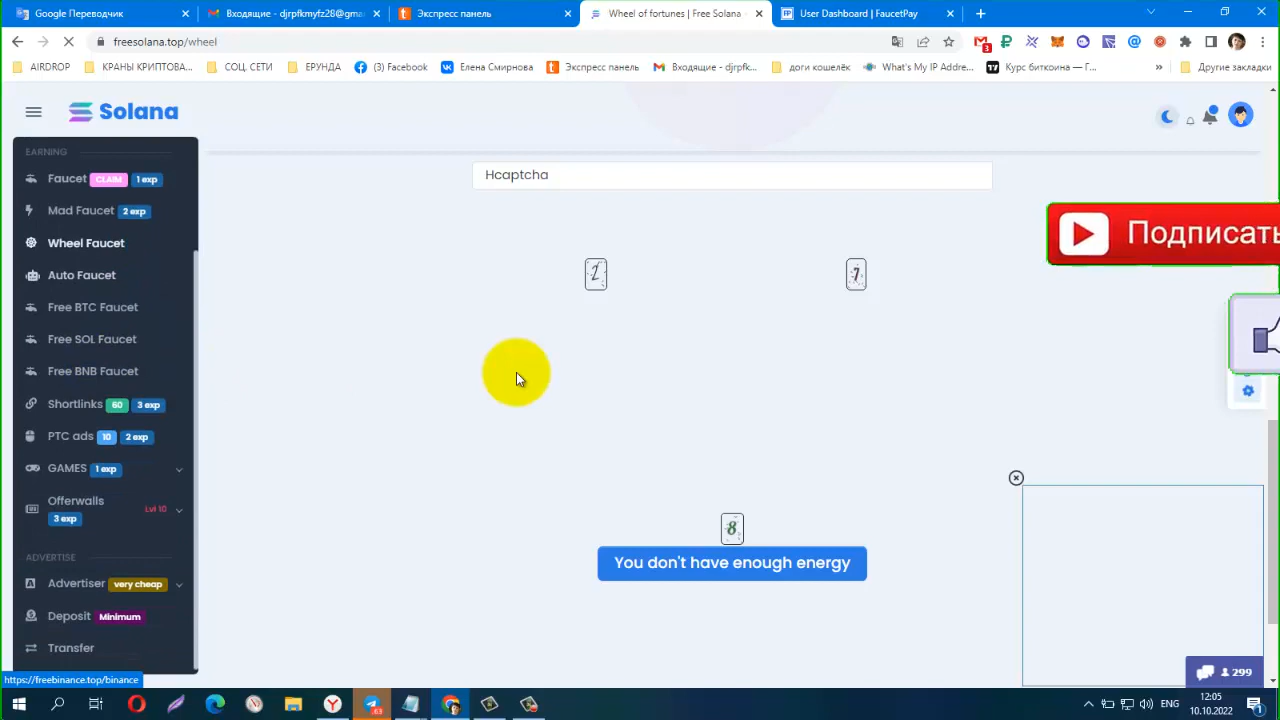 Google Переводчик
Входящие - djrpfkmyfz28@gma
Экспресс панель
Wheel of fortunes | Free Solana -
User Dashboard | FaucetPay
freesolana.top/wheel
3
AIRDROP
КРАНЫ КРИПТОВА...
СОЦ. СЕТИ
ЕРУНДА
(3) Facebook
Елена Смирнова
Экспресс панель
Входящие - djrpfk...
доги кошелёк
What's My IP Addre...
Курс биткоина — Г...
»
Другие закладки
Solana
EARNING
Faucet CLAIM 1 exp
Mad Faucet 2 exp
Wheel Faucet
Auto Faucet
Free BTC Faucet
Free SOL Faucet
Free BNB Faucet
Shortlinks 60 3 exp
PTC ads 10 2 exp
GAMES 1 exp
Offerwalls
3 exp
Lvl 10
ADVERTISE
Advertiser very cheap
Deposit Minimum
Transfer
Hcaptcha
2
7
8
You don't have enough energy
Подписать
299
https://freebinance.top/binance
ENG
12:05
10.10.2022
1